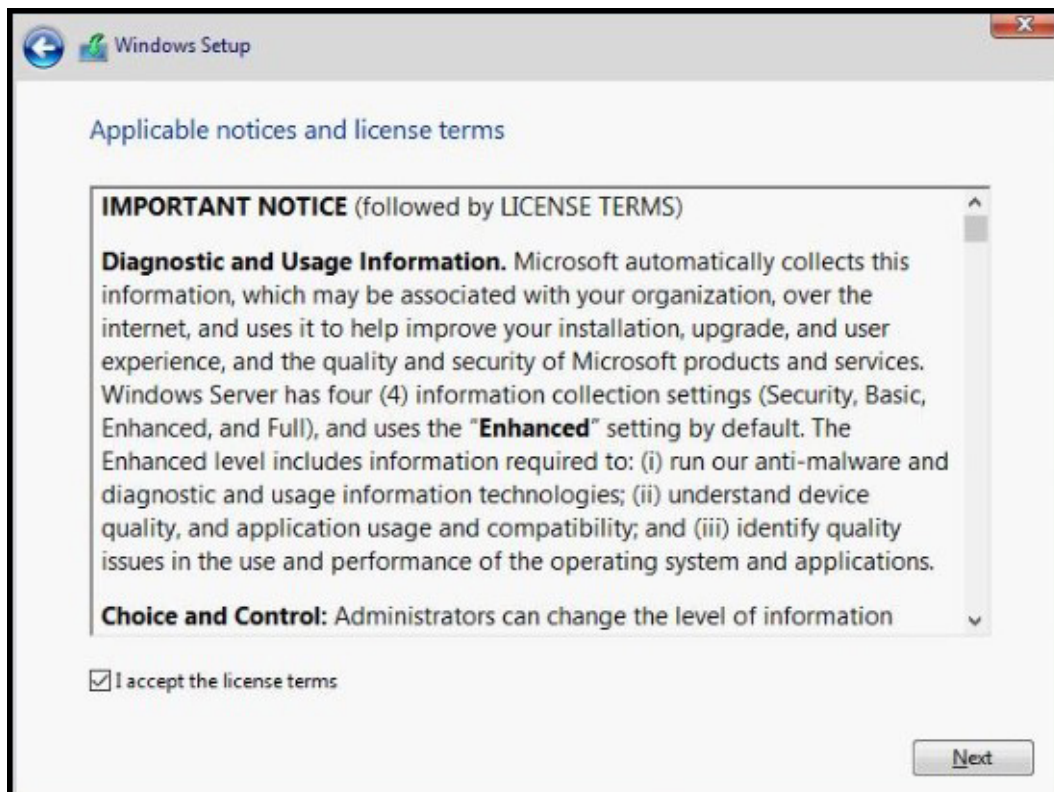 Windows Setup
Applicable notices and license terms
IMPORTANT NOTICE (followed by LICENSE TERMS)
Diagnostic and Usage Information. Microsoft automatically collects this
information, which may be associated with your organization, over the
internet, and uses it to help improve your installation, upgrade, and user
experience, and the quality and security of Microsoft products and services.
Windows Server has four (4) information collection settings (Security, Basic,
Enhanced, and Full), and uses the “Enhanced” setting by default. The
Enhanced level includes information required to: (i) run our anti-malware and
diagnostic and usage information technologies; (ii) understand device
quality, and application usage and compatibility; and (iii) identify quality
issues in the use and performance of the operating system and applications.
Choice and Control: Administrators can change the level of information
I accept the license terms
Next